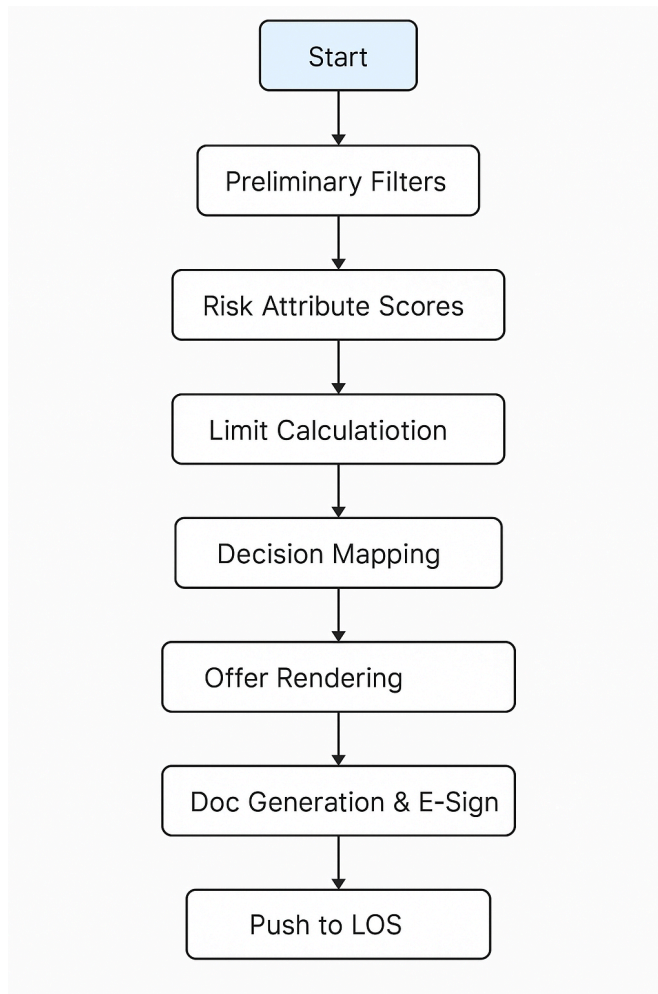 Start
Preliminary Filters
Risk Attribute Scores
Limit Calculatiotion
Decision Mapping
Offer Rendering
Doc Generation & E-Sign
Push to LOS